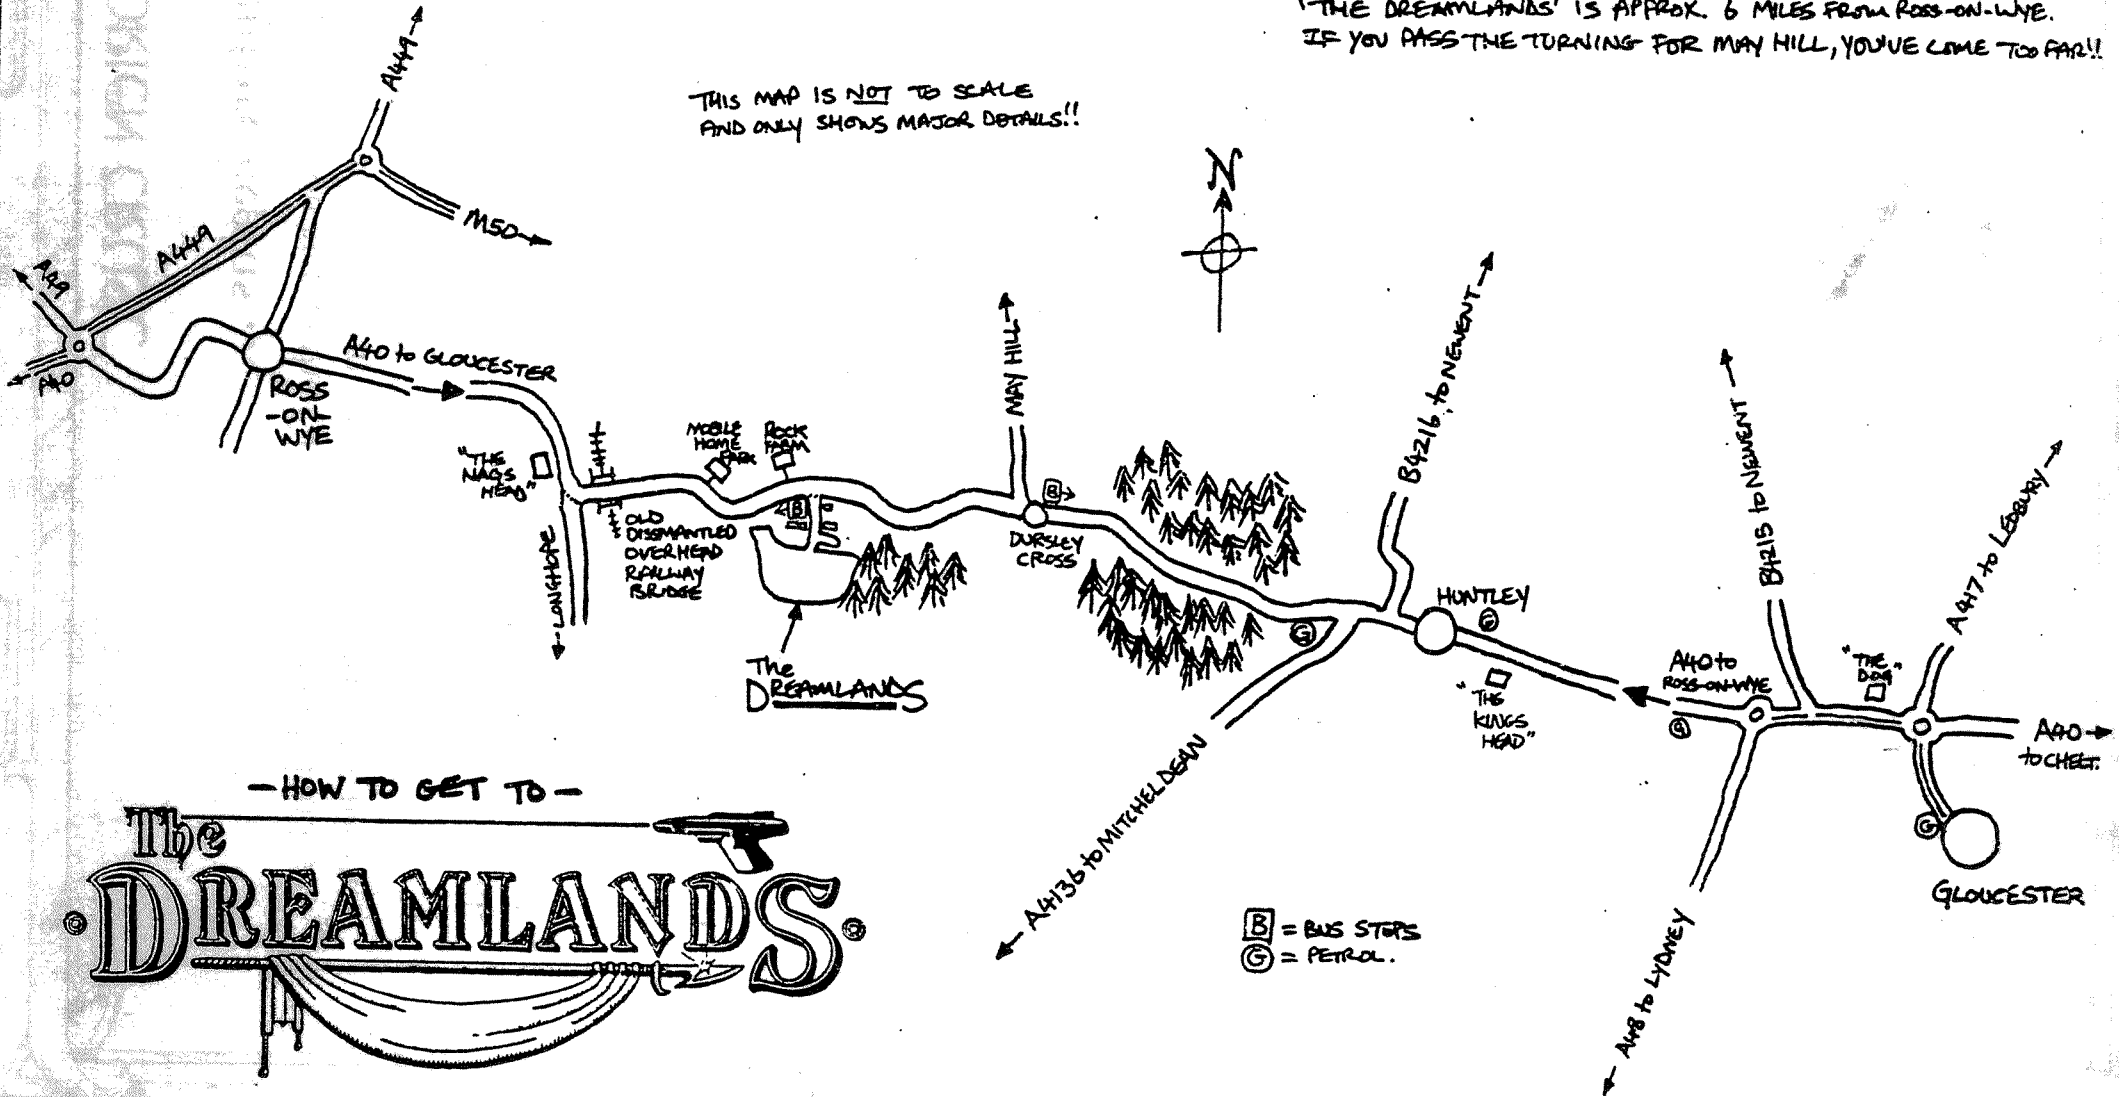 'THE DREAMLANDS' IS APPROX. 6 MILES FROM ROSS-ON-WYE.
IF YOU PASS THE TURNING FOR MAY HILL, YOU'VE COME TOO FAR!!
THIS MAP IS NOT TO SCALE
AND ONLY SHOWS MAJOR DETAILS!!
A449
M50
A449
A49
A40
N
A40 to GLOUCESTER
ROSS
-ON-
WYE
"THE
NAGS
HEAD"
MOBILE
HOME
PARK
ROCK
FARM
B
OLD
DISSMANTLED
OVERHEAD
RAILWAY
BRIDGE
LONGHOPE
The
DREAMLANDS
MAY HILL
B
DURSLEY
CROSS
B4216 to NEWENT
G
HUNTLEY
G
"THE
KINGS
HEAD"
A4136 to MITCHELDEAN
A40 to
ROSS-ON-WYE
G
B4215 to NEWENT
"THE
DOG"
A417 to LEDBURY
A40
to CHELT.
G
GLOUCESTER
A48 to LYDNEY
B = BUS STOPS
G = PETROL.
-HOW TO GET TO-
The
DREAMLANDS